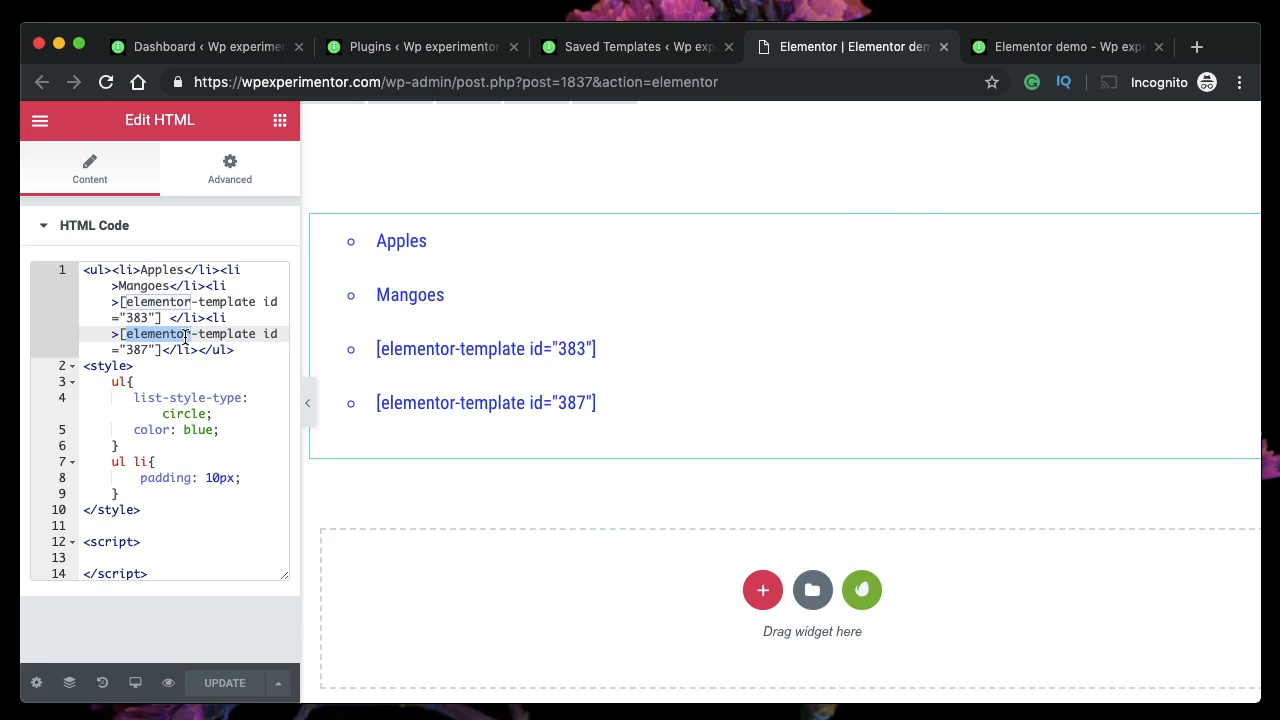 Dashboard ‹ Wp experimen
Plugins ‹ Wp experimentor
Saved Templates ‹ Wp exp
Elementor | Elementor dem
Elementor demo - Wp expe
https://wpexperimentor.com/wp-admin/post.php?post=1837&action=elementor
IQ
Incognito
Edit HTML
Content
Advanced
HTML Code
1 <ul><li>Apples</li><li
>Mangoes</li><li
>[elementor-template id
="383"] </li><li
>[elementor-template id
="387"]</li></ul>
2 <style>
3 ul{
4 list-style-type:
circle;
5 color: blue;
6 }
7 ul li{
8 padding: 10px;
9 }
10 </style>
11
12 <script>
13
14 </script>
UPDATE
Apples
Mangoes
[elementor-template id="383"]
[elementor-template id="387"]
Drag widget here